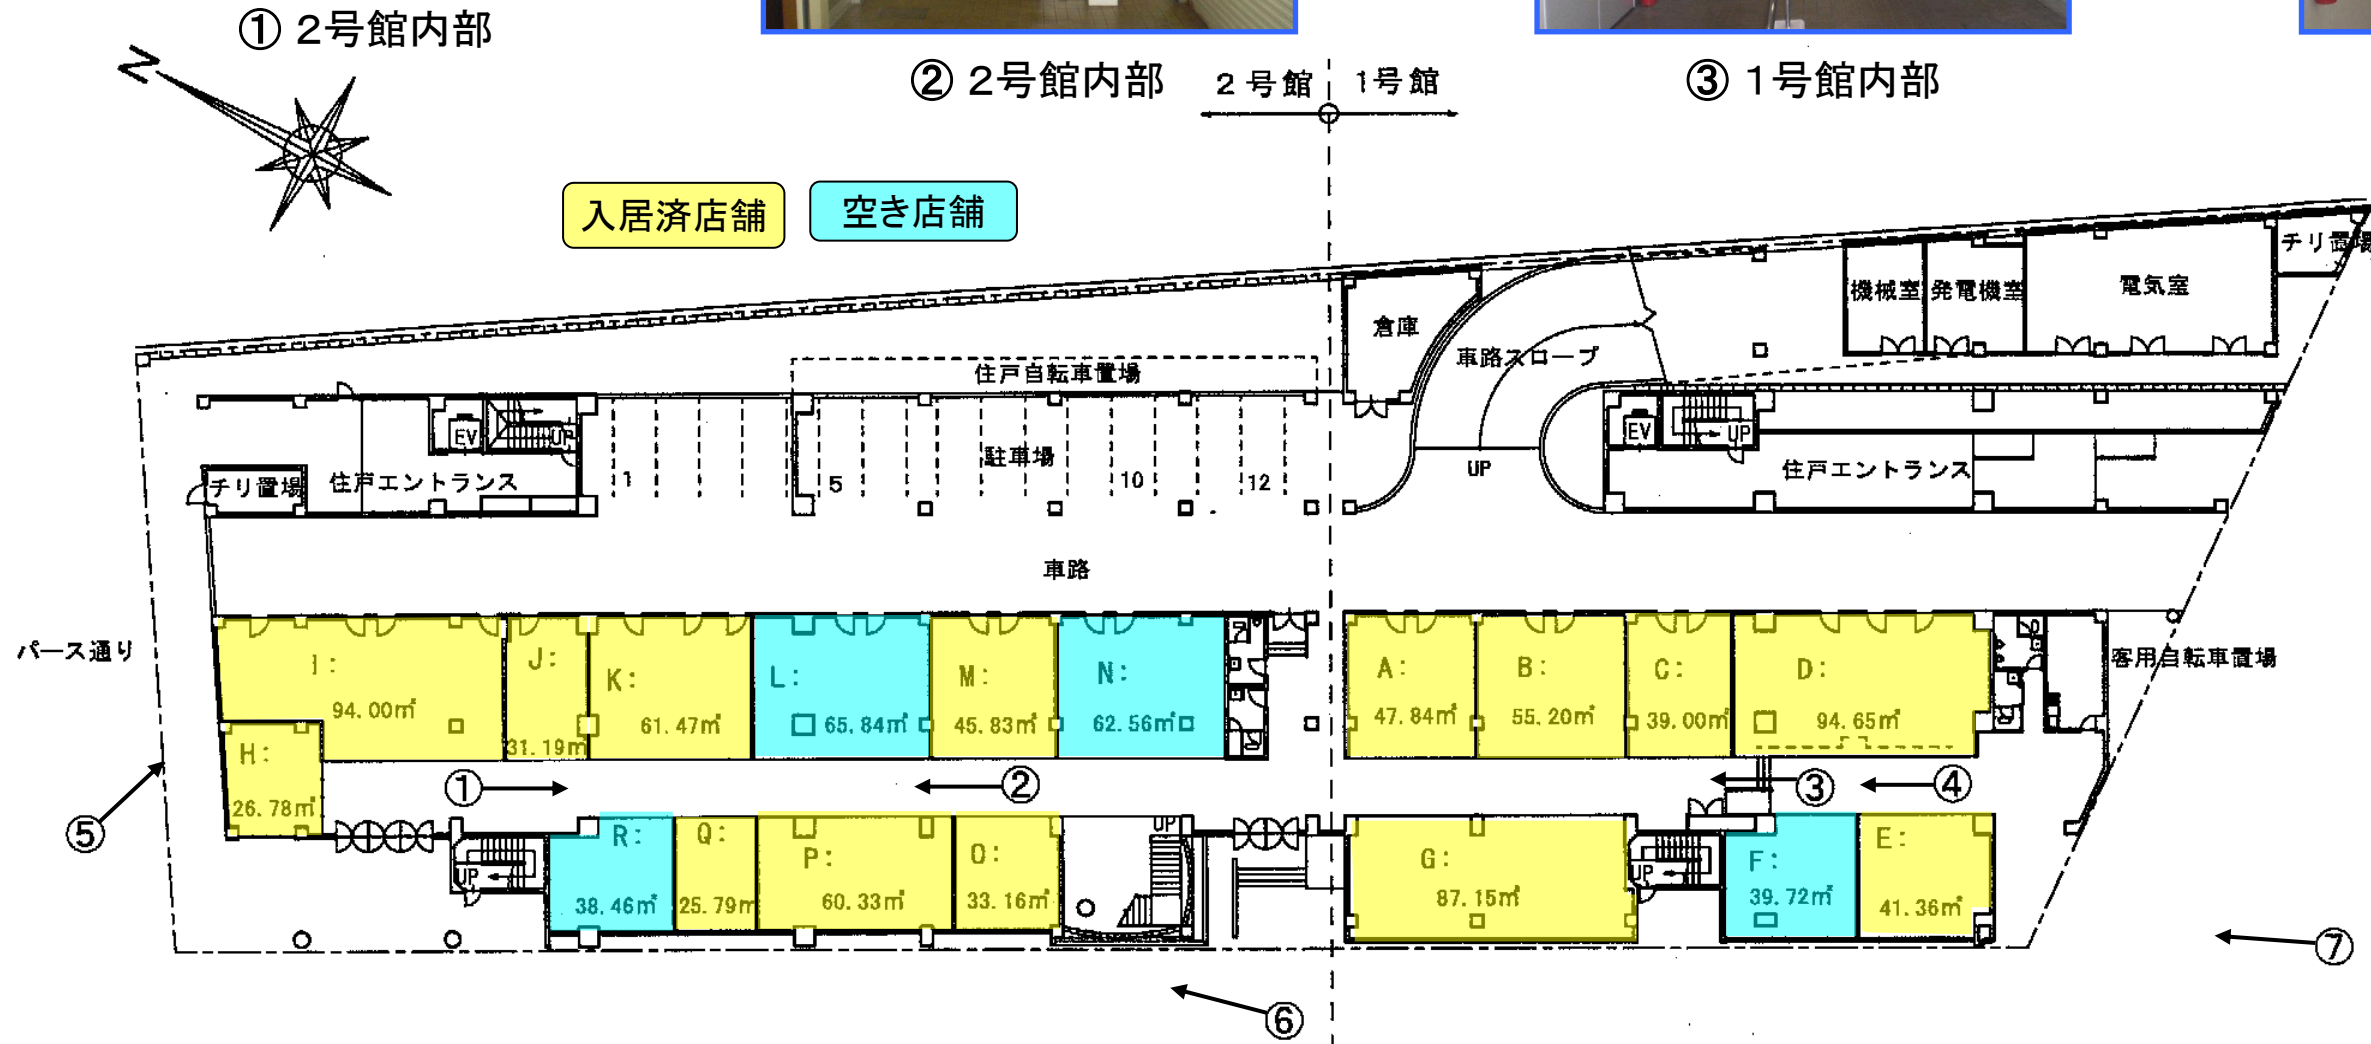 ① 2号館内部
② 2号館内部
③ 1号館内部
N
2号館
1号館
入居済店舗
空き店舗
チリ置場
機械室
発電機室
電気室
倉庫
車路スロープ
住戸自転車置場
EV
UP
駐車場
1
5
10
12
UP
EV
UP
チリ置場
住戸エントランス
住戸エントランス
車路
パース通り
客用自転車置場
I:
94.00㎡
J:
31.19㎡
K:
61.47㎡
L:
65.84㎡
M:
45.83㎡
N:
62.56㎡
A:
47.84㎡
B:
55.20㎡
C:
39.00㎡
D:
94.65㎡
H:
26.78㎡
①
②
③
④
⑤
UP
R:
38.46㎡
Q:
25.79㎡
P:
60.33㎡
O:
33.16㎡
UP
G:
87.15㎡
UP
F:
39.72㎡
E:
41.36㎡
⑥
⑦